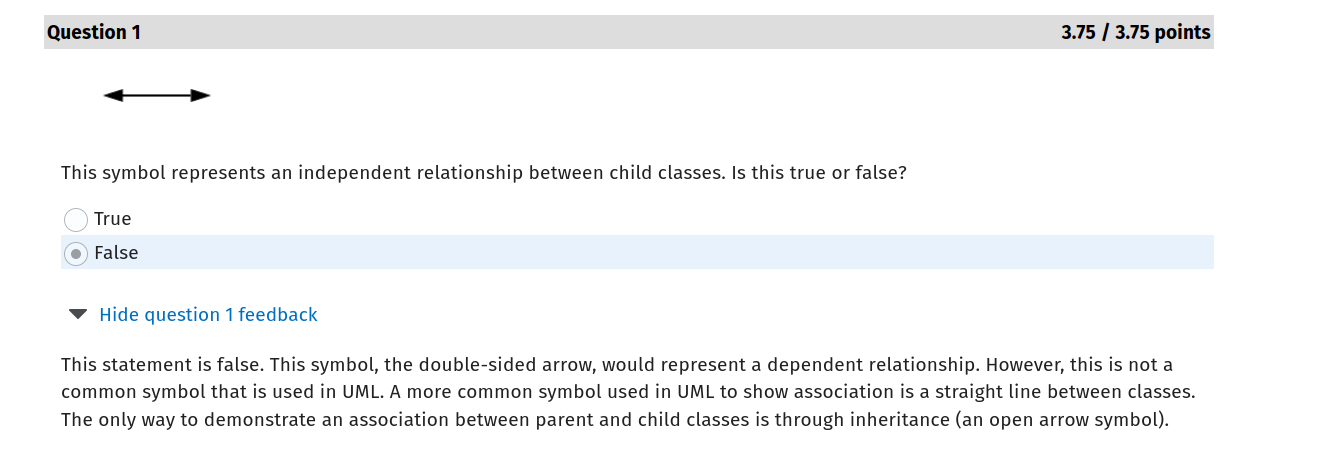 Question 1 3.75 / 3.75 points
This symbol represents an independent relationship between child classes. Is this true or false?
True
False
Hide question 1 feedback
This statement is false. This symbol, the double-sided arrow, would represent a dependent relationship. However, this is not a
common symbol that is used in UML. A more common symbol used in UML to show association is a straight line between classes.
The only way to demonstrate an association between parent and child classes is through inheritance (an open arrow symbol).